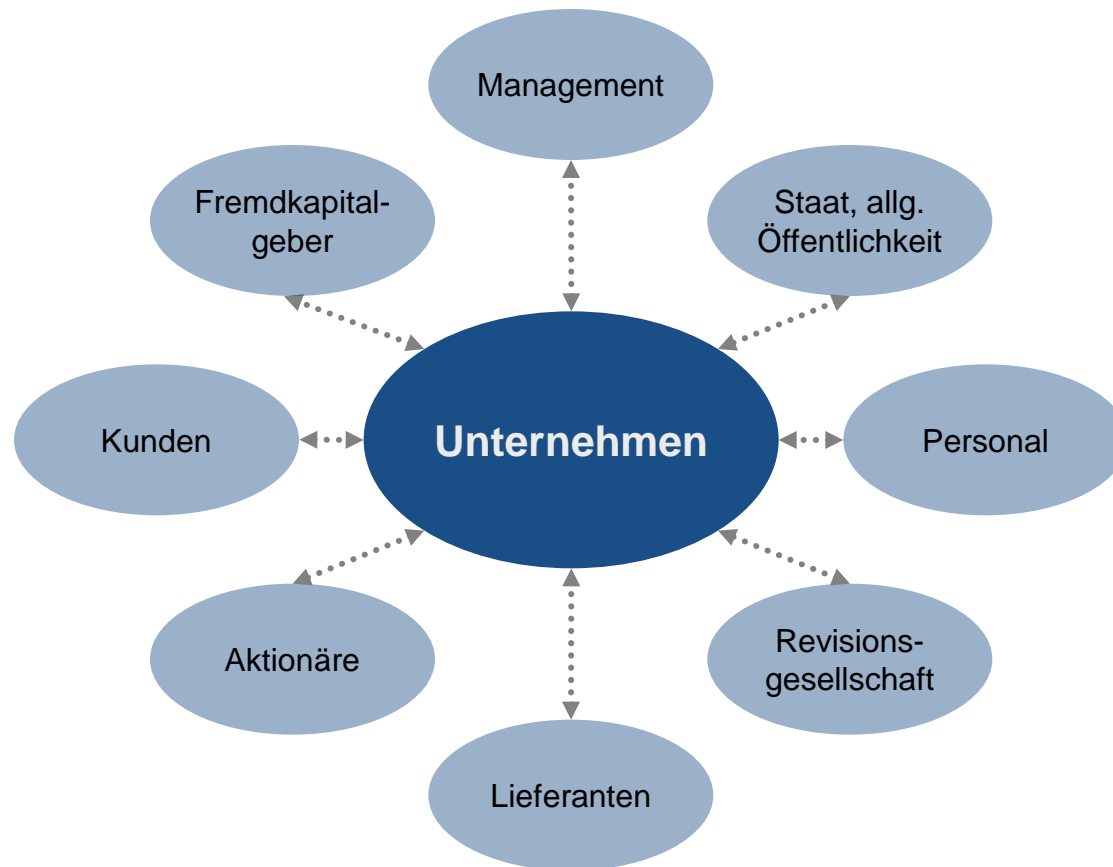 Management
Fremdkapital-
geber
Staat, allg.
Öffentlichkeit
Kunden
Unternehmen
Personal
Aktionäre
Revisions-
gesellschaft
Lieferanten